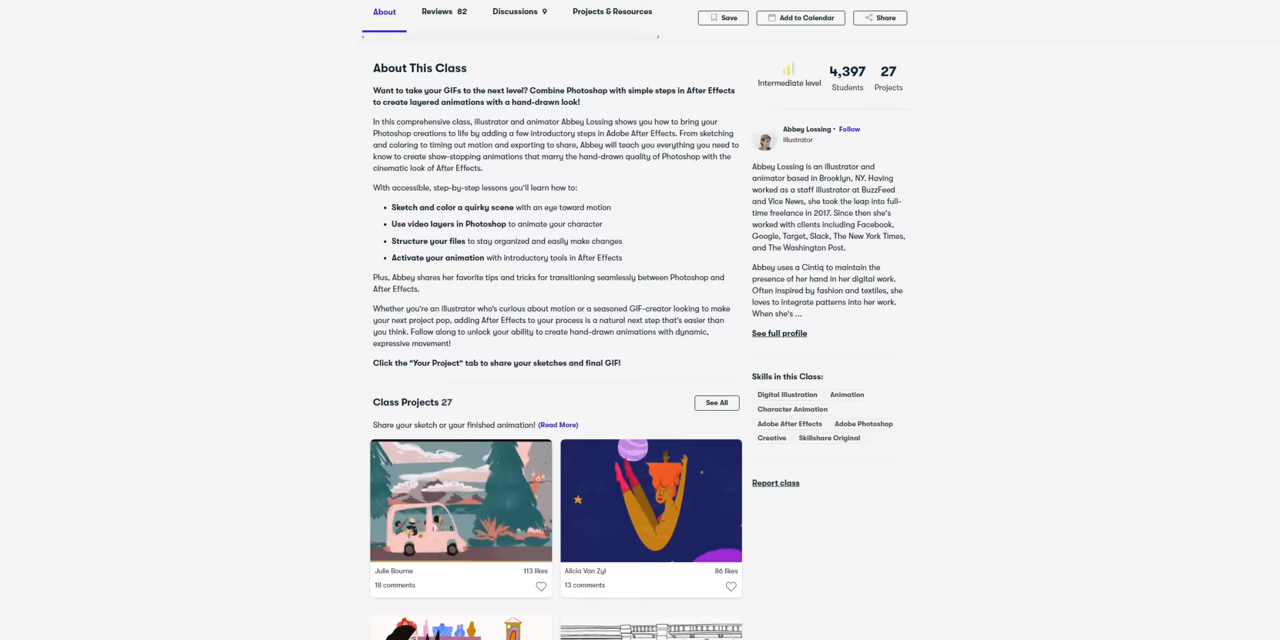 About
Reviews 82
Discussions 9
Projects & Resources
Save
Add to Calendar
Share
About This Class
Want to take your GIFs to the next level? Combine Photoshop with simple steps in After Effects
to create layered animations with a hand-drawn look!
In this comprehensive class, illustrator and animator Abbey Lossing shows you how to bring your
Photoshop creations to life by adding a few introductory steps in Adobe After Effects. From sketching
and coloring to timing out motion and exporting to share, Abbey will teach you everything you need to
know to create show-stopping animations that marry the hand-drawn quality of Photoshop with the
cinematic look of After Effects.
With accessible, step-by-step lessons you'll learn how to:
• Sketch and color a quirky scene with an eye toward motion
• Use video layers in Photoshop to animate your character
• Structure your files to stay organized and easily make changes
• Activate your animation with introductory tools in After Effects
Plus, Abbey shares her favorite tips and tricks for transitioning seamlessly between Photoshop and
After Effects.
Whether you're an illustrator who's curious about motion or a seasoned GIF-creator looking to make
your next project pop, adding After Effects to your process is a natural next step that's easier than
you think. Follow along to unlock your ability to create hand-drawn animations with dynamic,
expressive movement!
Click the "Your Project" tab to share your sketches and final GIF!
Class Projects 27
See All
Share your sketch or your finished animation! (Read More)
Julie Bourne
113 likes
18 comments
Alicia Van Zyl
86 likes
13 comments
Intermediate level
4,397
Students
27
Projects
Abbey Lossing • Follow
Illustrator
Abbey Lossing is an illustrator and
animator based in Brooklyn, NY. Having
worked as a staff illustrator at BuzzFeed
and Vice News, she took the leap into full-
time freelance in 2017. Since then she's
worked with clients including Facebook,
Google, Target, Slack, The New York Times,
and The Washington Post.
Abbey uses a Cintiq to maintain the
presence of her hand in her digital work.
Often inspired by fashion and textiles, she
loves to integrate patterns into her work.
When she's ...
See full profile
Skills in this Class:
Digital Illustration
Animation
Character Animation
Adobe After Effects
Adobe Photoshop
Creative
Skillshare Original
Report class